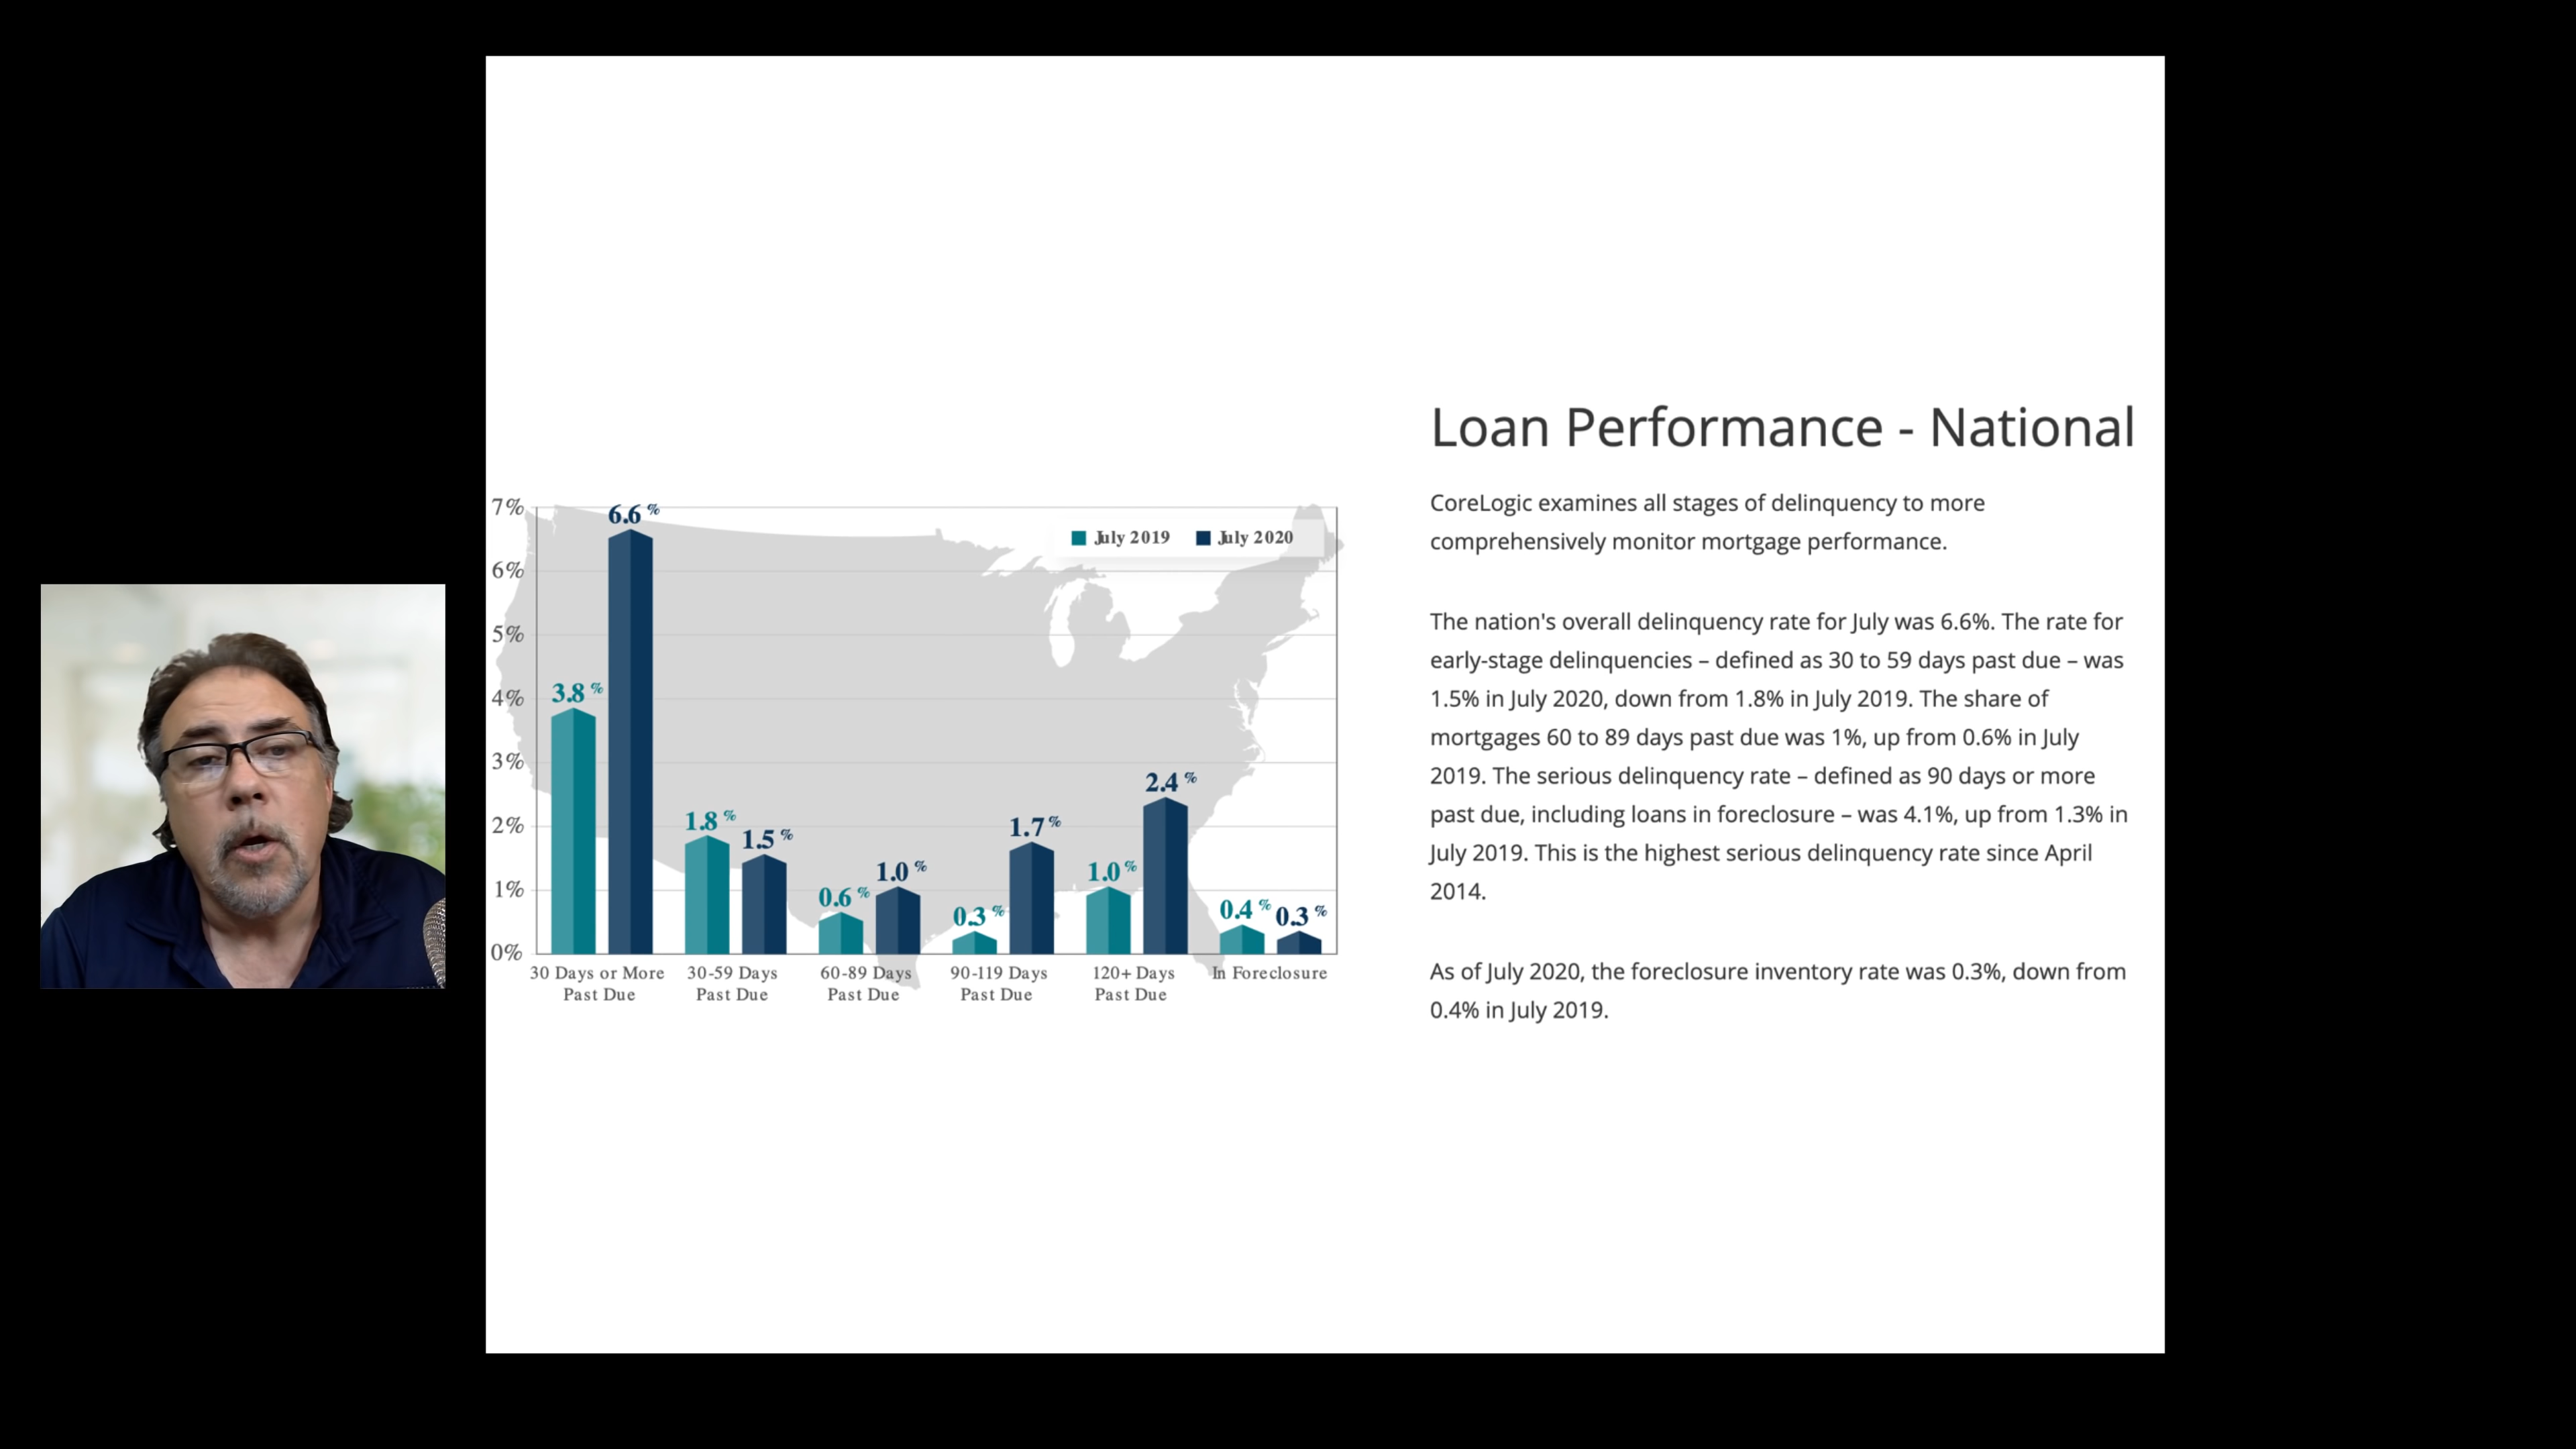 Loan Performance - National
CoreLogic examines all stages of delinquency to more
comprehensively monitor mortgage performance.
The nation's overall delinquency rate for July was 6.6%. The rate for
early-stage delinquencies – defined as 30 to 59 days past due – was
1.5% in July 2020, down from 1.8% in July 2019. The share of
mortgages 60 to 89 days past due was 1%, up from 0.6% in July
2019. The serious delinquency rate – defined as 90 days or more
past due, including loans in foreclosure – was 4.1%, up from 1.3% in
July 2019. This is the highest serious delinquency rate since April
2014.
As of July 2020, the foreclosure inventory rate was 0.3%, down from
0.4% in July 2019.
July 2019 July 2020
7%
6%
5%
4%
3%
2%
1%
0%
3.8 % 6.6 %
1.8 % 1.5 %
0.6 % 1.0 %
0.3 % 1.7 %
1.0 % 2.4 %
0.4 % 0.3 %
30 Days or More
Past Due
30-59 Days
Past Due
60-89 Days
Past Due
90-119 Days
Past Due
120+ Days
Past Due
In Foreclosure